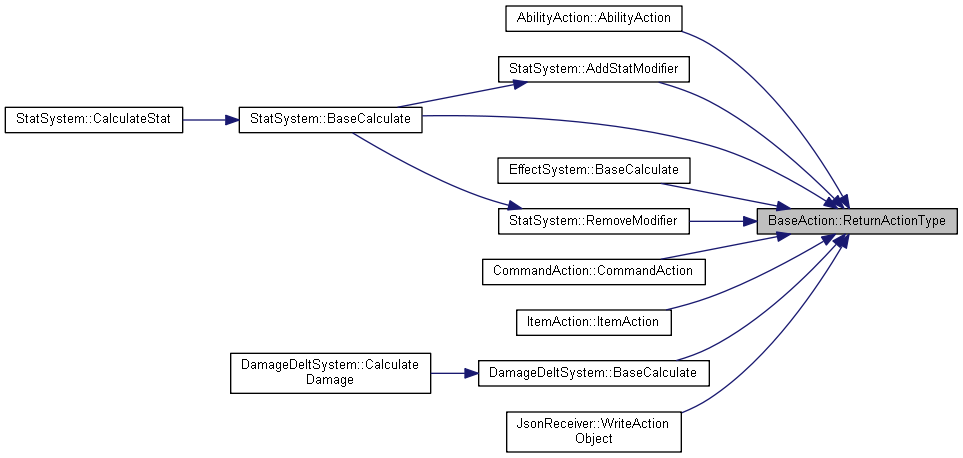 AbilityAction::AbilityAction
StatSystem::AddStatModifier
StatSystem::CalculateStat
StatSystem::BaseCalculate
EffectSystem::BaseCalculate
StatSystem::RemoveModifier
BaseAction::ReturnActionType
CommandAction::CommandAction
ItemAction::ItemAction
DamageDeltSystem::Calculate
Damage
DamageDeltSystem::BaseCalculate
JsonReceiver::WriteAction
Object